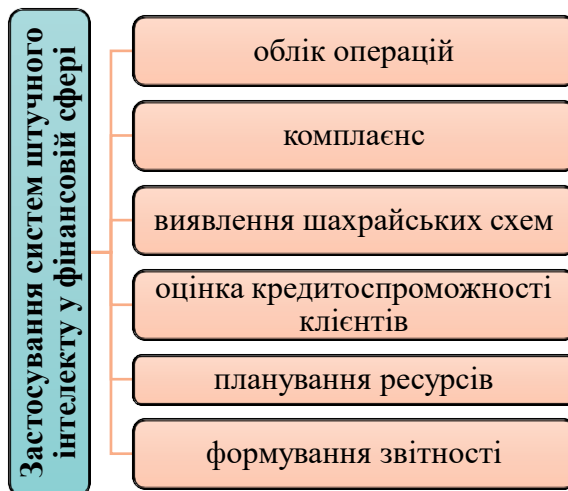 Застосування систем штучного
інтелекту у фінансовій сфері
облік операцій
комплаєнс
виявлення шахрайських схем
оцінка кредитоспроможності
клієнтів
планування ресурсів
формування звітності